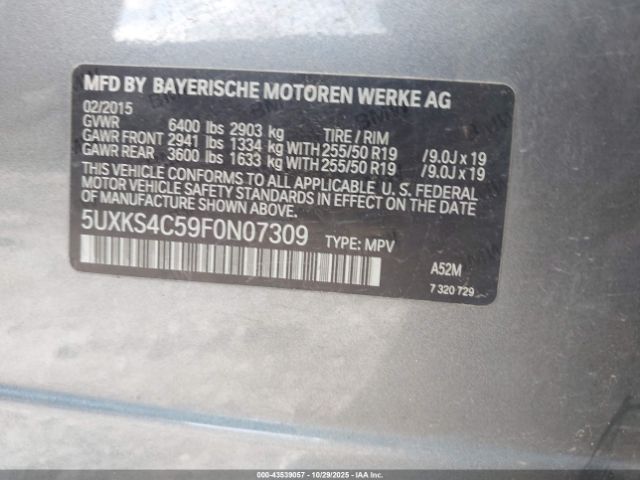 MFD BY BAYERISCHE MOTOREN WERKE AG
02/2015
GVWR 6400 lbs 2903 kg TIRE / RIM
GAWR FRONT 2941 lbs 1334 kg WITH 255/50 R19 /9.0J x 19
GAWR REAR 3600 lbs 1633 kg WITH 255/50 R19 /9.0J x 19
THIS VEHICLE CONFORMS TO ALL APPLICABLE U. S. FEDERAL
MOTOR VEHICLE SAFETY STANDARDS IN EFFECT ON THE DATE
OF MANUFACTURE SHOWN ABOVE.
5UXKS4C59F0N07309 TYPE: MPV
A52M
7 320 729
000-43539057 | 10/29/2025 | IAAI.COM